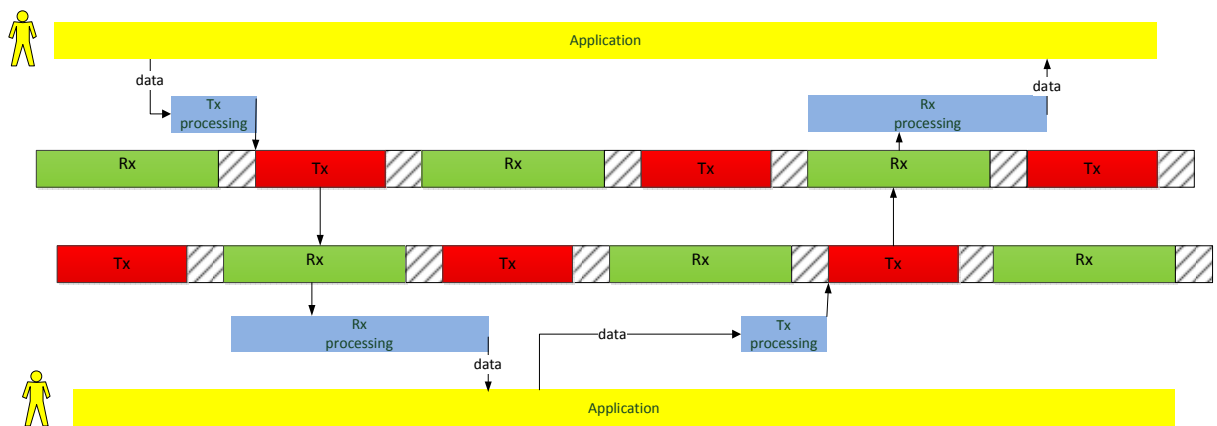 Application
data
data
Tx
processing
Rx
processing
Rx
Tx
Rx
Tx
Rx
Tx
Tx
Rx
Tx
Rx
Tx
Rx
Rx
processing
data
Tx
processing
data
Application